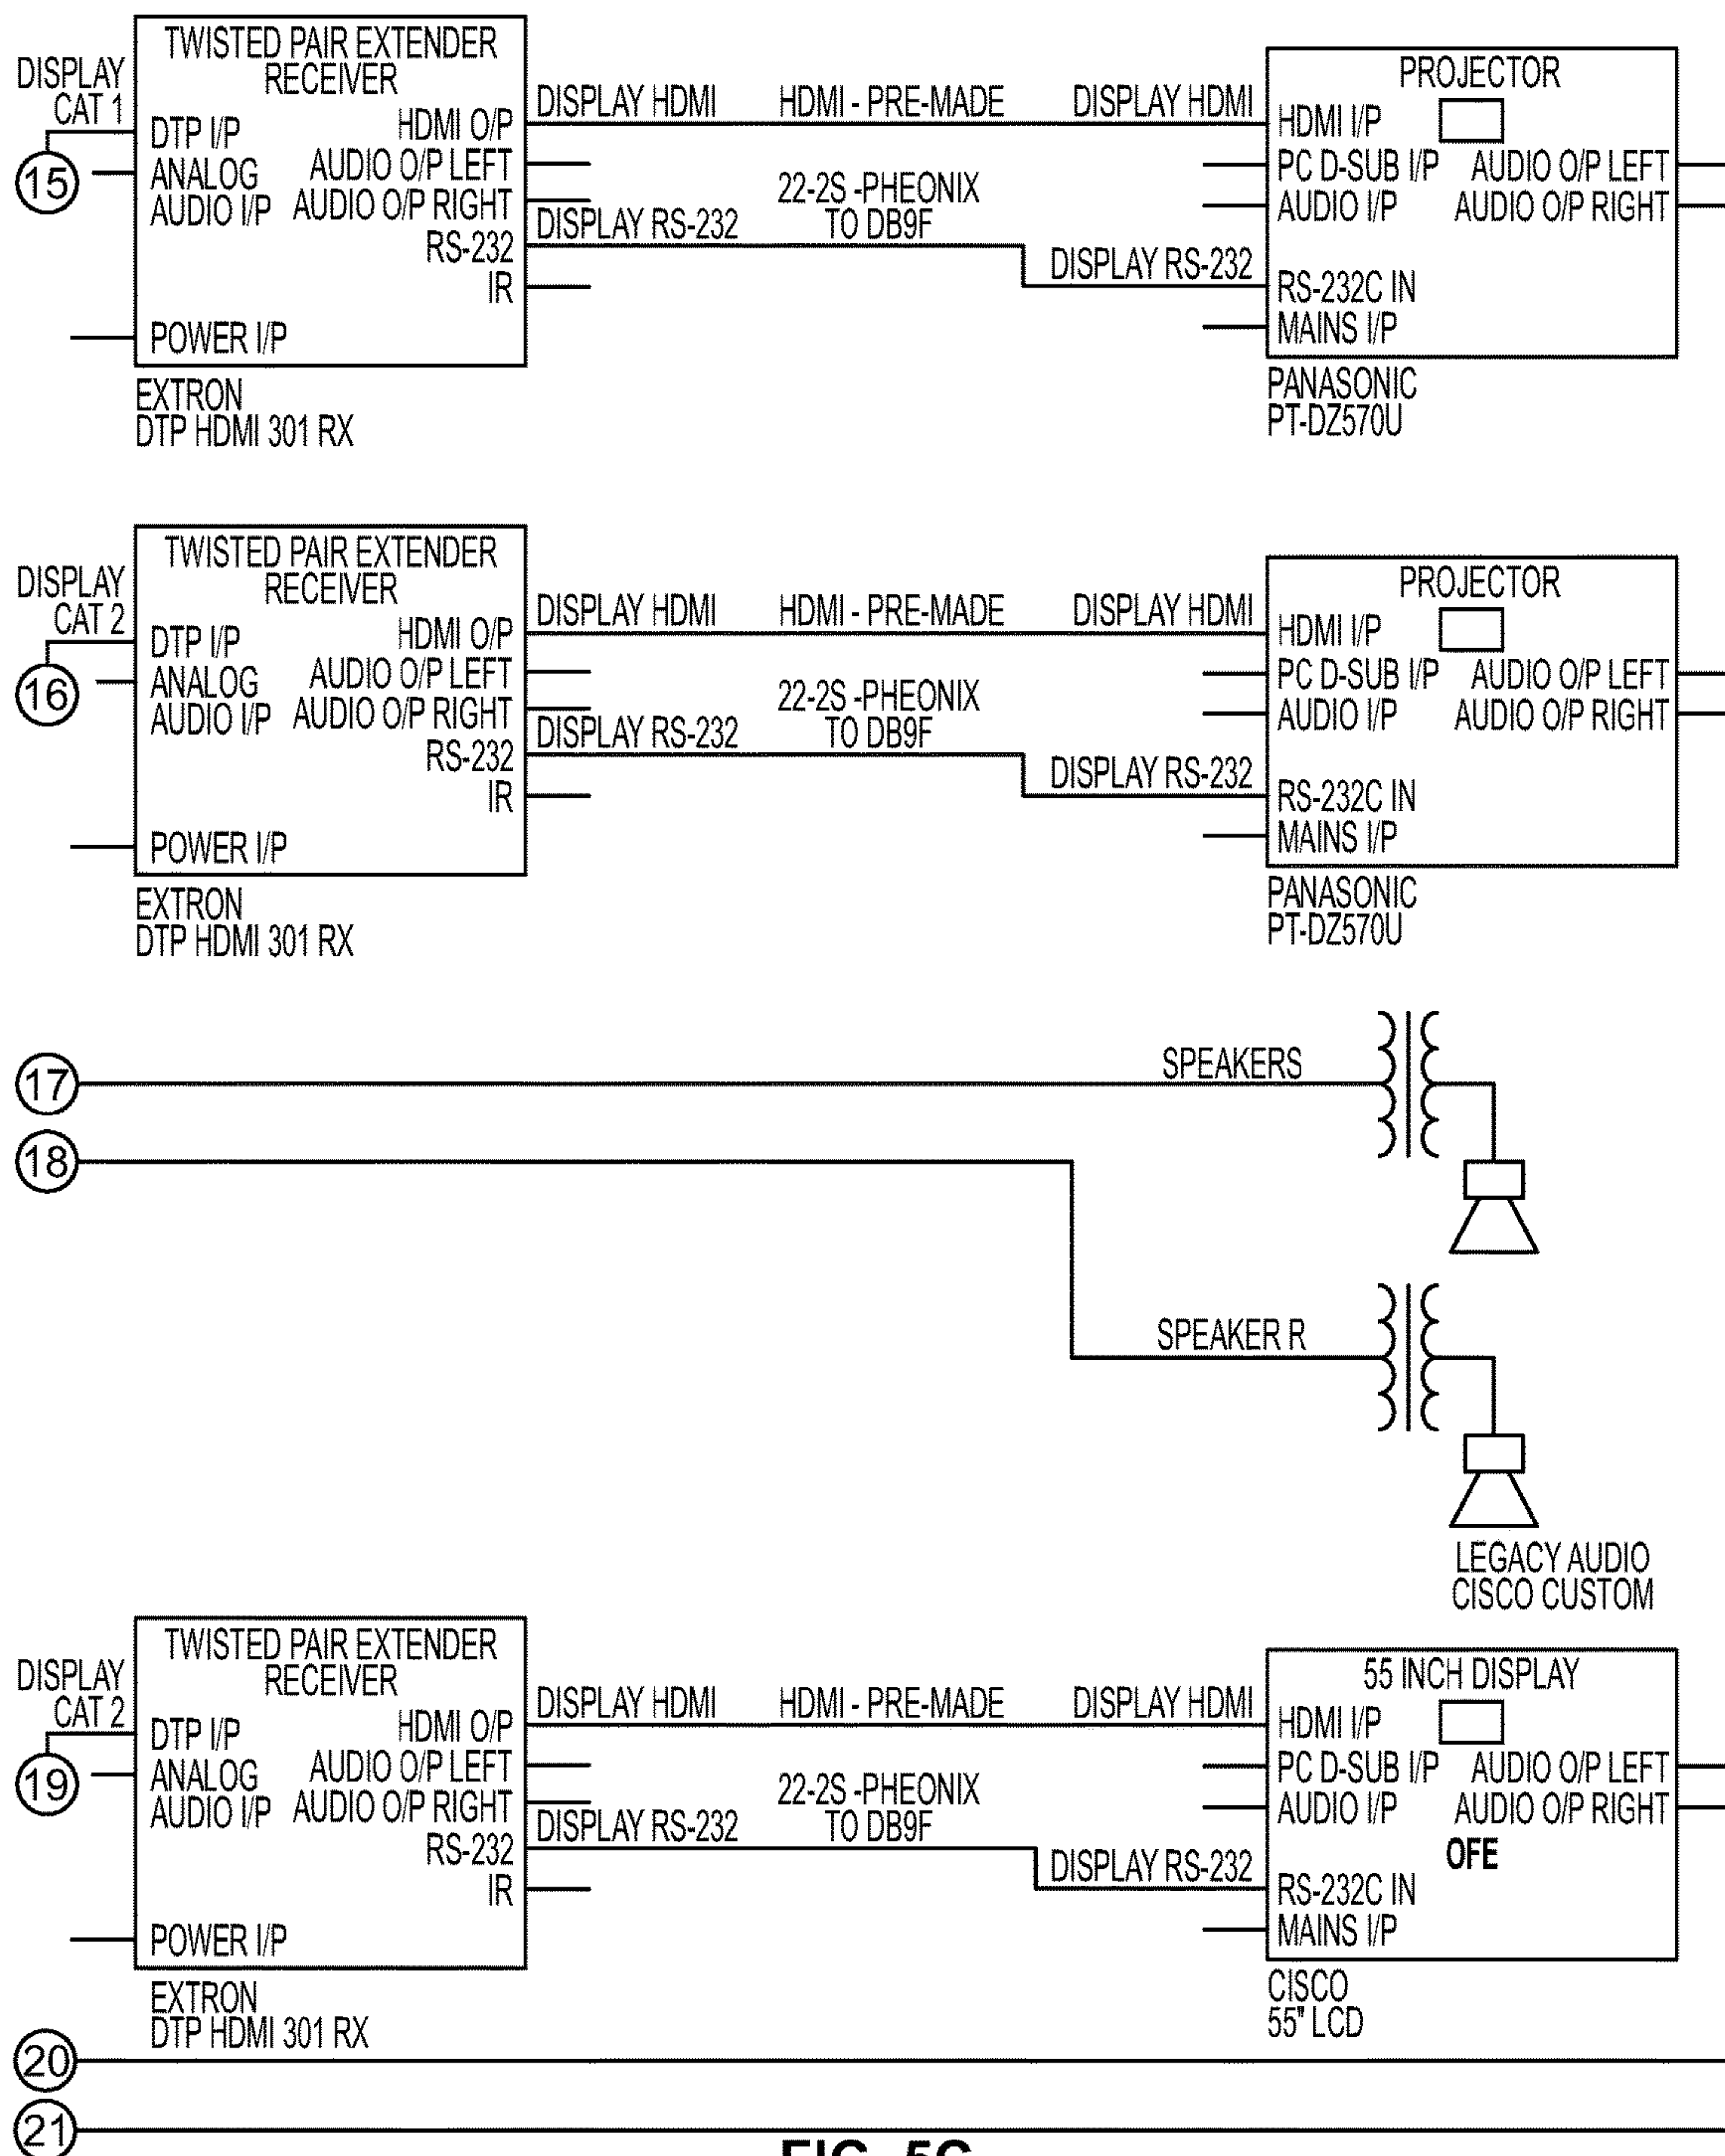 TWISTED PAIR EXTENDER
RECEIVER
DISPLAY
CAT 1
15
DTP I/P
ANALOG
AUDIO I/P
HDMI O/P
AUDIO O/P LEFT
AUDIO O/P RIGHT
RS-232
IR
POWER I/P
EXTRON
DTP HDMI 301 RX
DISPLAY HDMI
HDMI - PRE-MADE
DISPLAY HDMI
22-2S -PHEONIX
TO DB9F
DISPLAY RS-232
DISPLAY RS-232
PROJECTOR
HDMI I/P
PC D-SUB I/P
AUDIO I/P
AUDIO O/P LEFT
AUDIO O/P RIGHT
RS-232C IN
MAINS I/P
PANASONIC
PT-DZ570U
TWISTED PAIR EXTENDER
RECEIVER
DISPLAY
CAT 2
16
DTP I/P
ANALOG
AUDIO I/P
HDMI O/P
AUDIO O/P LEFT
AUDIO O/P RIGHT
RS-232
IR
POWER I/P
EXTRON
DTP HDMI 301 RX
DISPLAY HDMI
HDMI - PRE-MADE
DISPLAY HDMI
22-2S -PHEONIX
TO DB9F
DISPLAY RS-232
DISPLAY RS-232
PROJECTOR
HDMI I/P
PC D-SUB I/P
AUDIO I/P
AUDIO O/P LEFT
AUDIO O/P RIGHT
RS-232C IN
MAINS I/P
PANASONIC
PT-DZ570U
17
SPEAKERS
18
SPEAKER R
LEGACY AUDIO
CISCO CUSTOM
TWISTED PAIR EXTENDER
RECEIVER
DISPLAY
CAT 2
19
DTP I/P
ANALOG
AUDIO I/P
HDMI O/P
AUDIO O/P LEFT
AUDIO O/P RIGHT
RS-232
IR
POWER I/P
EXTRON
DTP HDMI 301 RX
DISPLAY HDMI
HDMI - PRE-MADE
DISPLAY HDMI
22-2S -PHEONIX
TO DB9F
DISPLAY RS-232
DISPLAY RS-232
55 INCH DISPLAY
HDMI I/P
PC D-SUB I/P
AUDIO I/P
AUDIO O/P LEFT
AUDIO O/P RIGHT
OFE
RS-232C IN
MAINS I/P
CISCO
55" LCD
20
21